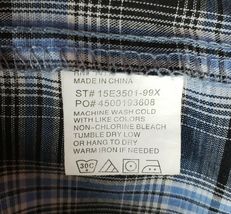 MADE IN CHINA
ST# 15E3501-99X
PO# 4500193608
MACHINE WASH COLD
WITH LIKE COLORS
NON-CHLORINE BLEACH
TUMBLE DRY LOW
OR HANG TO DRY
WARM IRON IF NEEDED
30C